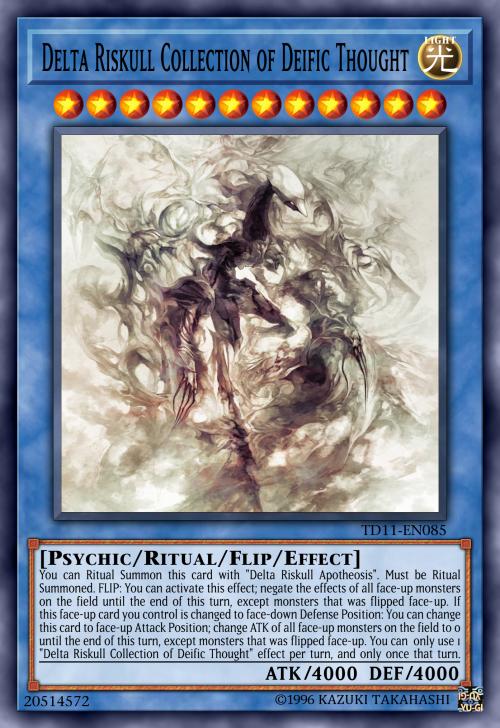 Delta Riskull Collection of Deific Thought
LIGHT
光
TD11-EN085
[Psychic/Ritual/Flip/Effect]
You can Ritual Summon this card with "Delta Riskull Apotheosis". Must be Ritual
Summoned. FLIP: You can activate this effect; negate the effects of all face-up monsters
on the field until the end of this turn, except monsters that was flipped face-up. If
this face-up card you control is changed to face-down Defense Position: You can change
this card to face-up Attack Position; change ATK of all face-up monsters on the field to 0
until the end of this turn, except monsters that was flipped face-up. You can only use 1
"Delta Riskull Collection of Deific Thought" effect per turn, and only once that turn.
ATK/4000 DEF/4000
20514572
©1996 KAZUKI TAKAHASHI